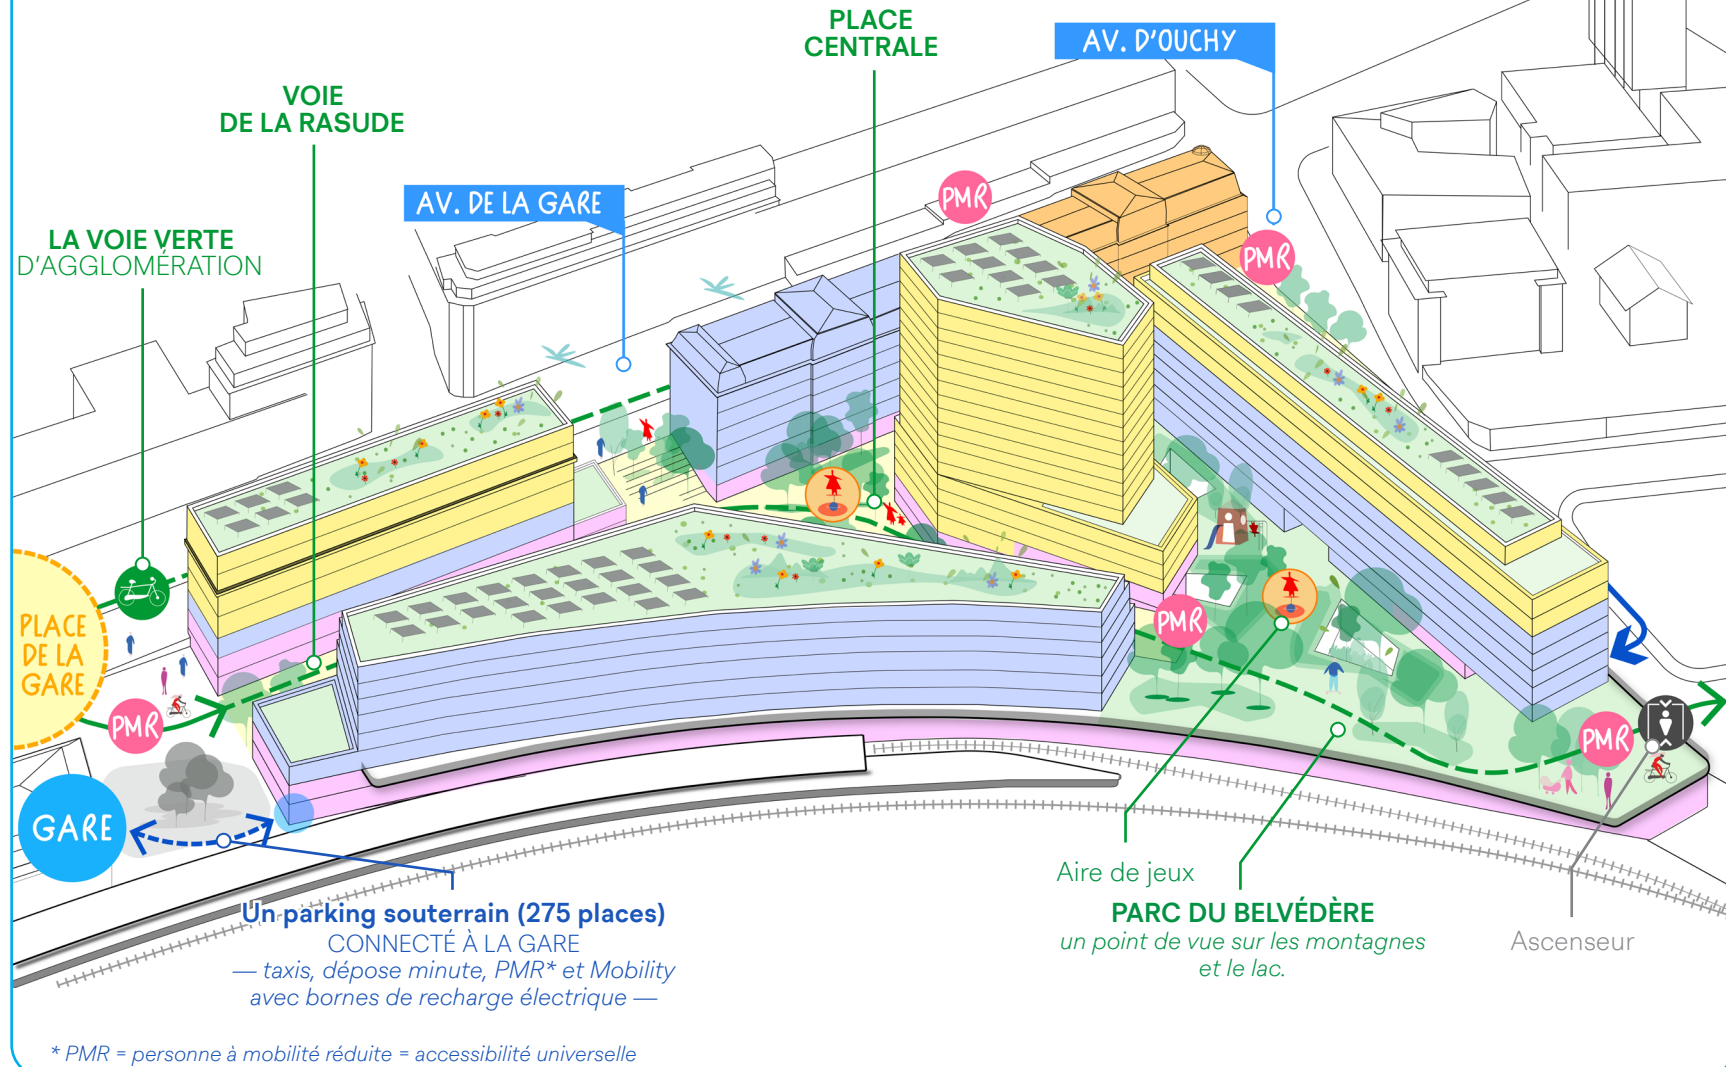 PLACE
CENTRALE
AV. D'OUCHY
VOIE
DE LA RASUDE
AV. DE LA GARE
PMR
LA VOIE VERTE
D'AGGLOMÉRATION
PMR
PLACE
DE LA
GARE
PMR
PMR
PMR
GARE
Aire de jeux
Un parking souterrain (275 places)
CONNECTÉ À LA GARE
— taxis, dépose minute, PMR* et Mobility
avec bornes de recharge électrique —
PARC DU BELVÉDÈRE
un point de vue sur les montagnes
et le lac.
Ascenseur
* PMR = personne à mobilité réduite = accessibilité universelle